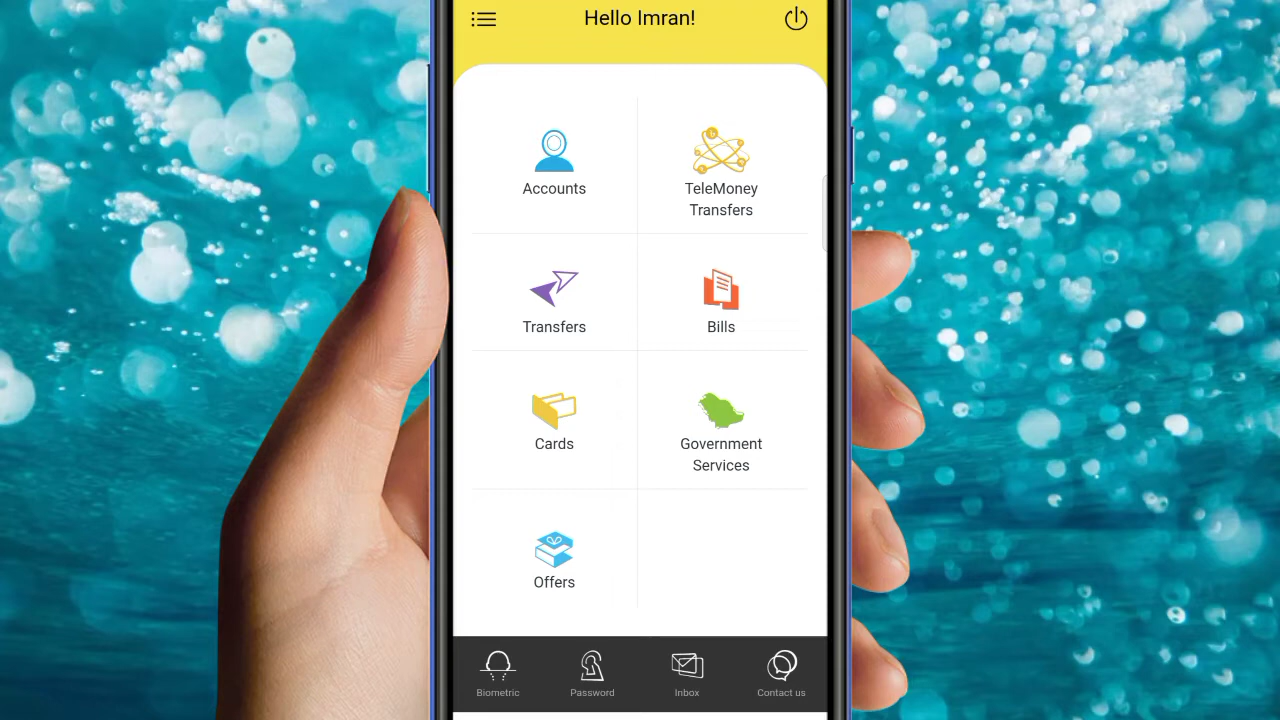 Hello Imran!
Accounts
TeleMoney
Transfers
Transfers
Bills
Cards
Government
Services
Offers
Biometric
Password
Inbox
Contact us